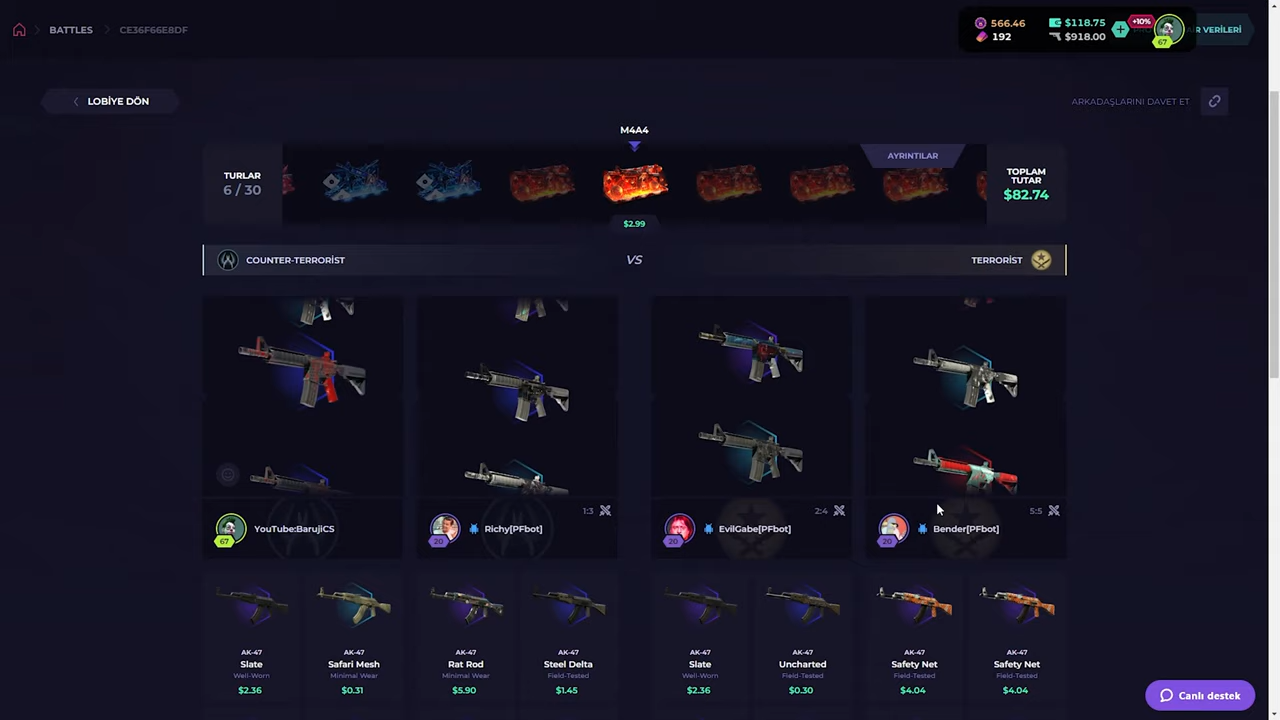 BATTLES
CE36F66E8DF
566.46
192
$118.75
$918.00
+10%
67
İR VERİLERİ
LOBİYE DÖN
ARKADAŞLARINI DAVET ET
M4A4
TURLAR
6 / 30
AYRINTILAR
TOPLAM
TUTAR
$82.74
$2.99
COUNTER-TERRORİST
VS
TERRORİST
67
YouTube:BarujiCS
20
Richy[PFbot]
1:3
20
EvilGabe[PFbot]
2:4
20
Bender[PFbot]
5:5
AK-47
Slate
Well-Worn
$2.36
AK-47
Safari Mesh
Minimal Wear
$0.31
AK-47
Rat Rod
Minimal Wear
$5.90
AK-47
Steel Delta
Field-Tested
$1.45
AK-47
Slate
Well-Worn
$2.36
AK-47
Uncharted
Field-Tested
$0.30
AK-47
Safety Net
Field-Tested
$4.04
AK-47
Safety Net
Field-Tested
$4.04
Canlı destek